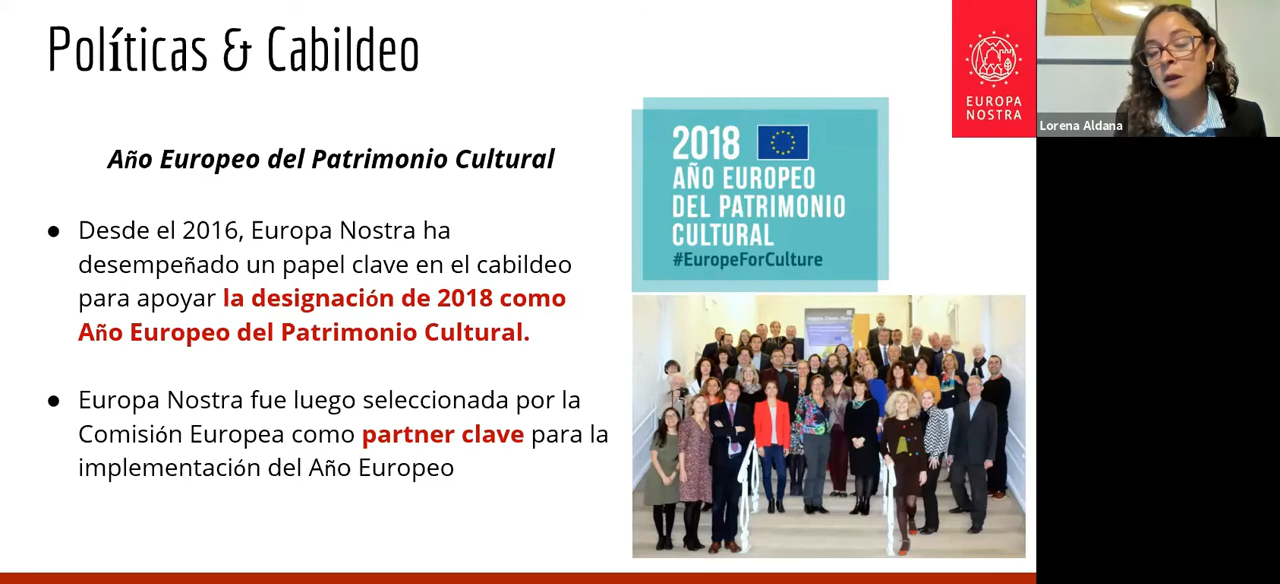 Políticas & Cabildeo
Año Europeo del Patrimonio Cultural
● Desde el 2016, Europa Nostra ha
desempeñado un papel clave en el cabildeo
para apoyar la designación de 2018 como
Año Europeo del Patrimonio Cultural.
● Europa Nostra fue luego seleccionada por la
Comisión Europea como partner clave para la
implementación del Año Europeo
2018
AÑO EUROPEO
DEL PATRIMONIO
CULTURAL
#EuropeForCulture
EUROPA
NOSTRA
Lorena Aldana